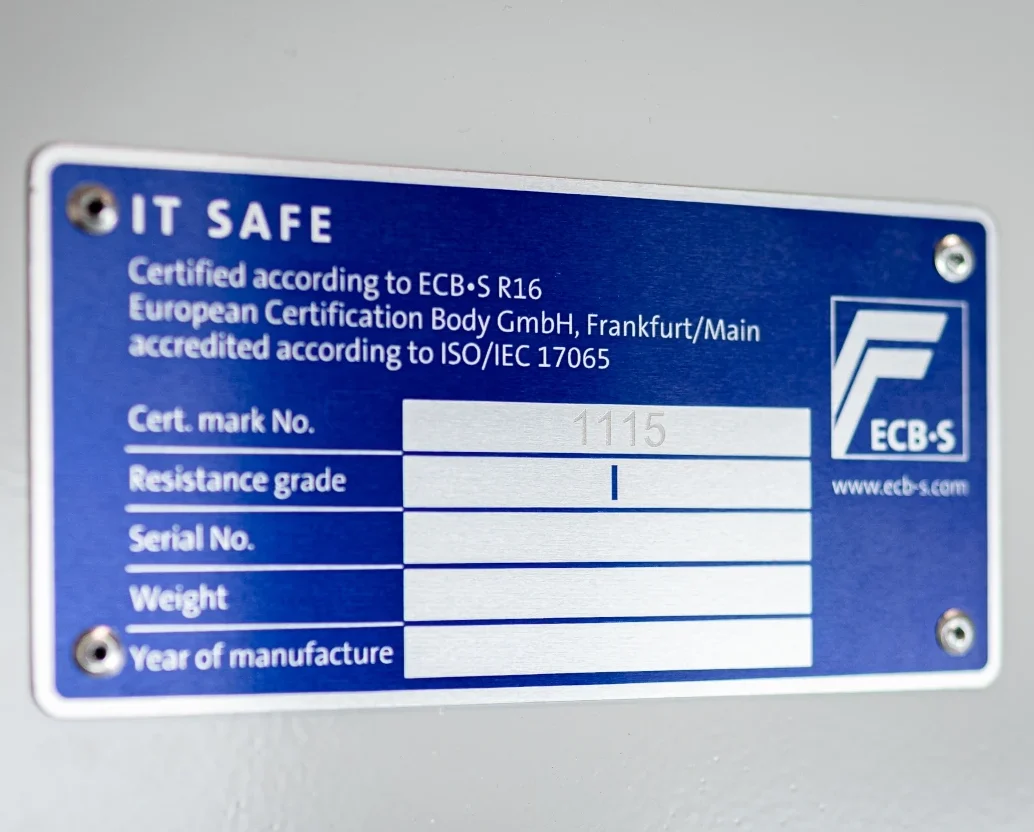 IT SAFE
Certified according to ECB•S R16
European Certification Body GmbH, Frankfurt/Main
accredited according to ISO/IEC 17065
Cert. mark No. 1115
Resistance grade I
Serial No.
Weight
Year of manufacture
ECB•S
www.ecb-s.com